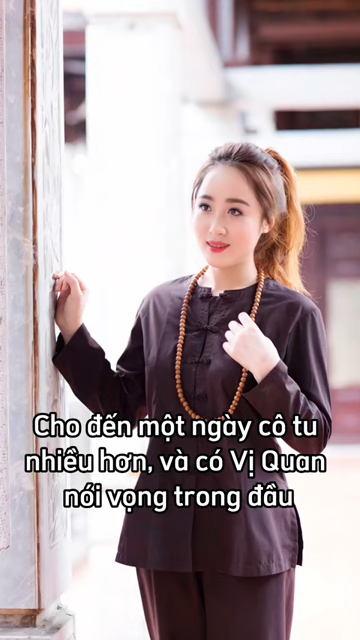 Cho đến một ngày cô tu
nhiều hơn, và có Vị Quan
nói vọng trong đầu